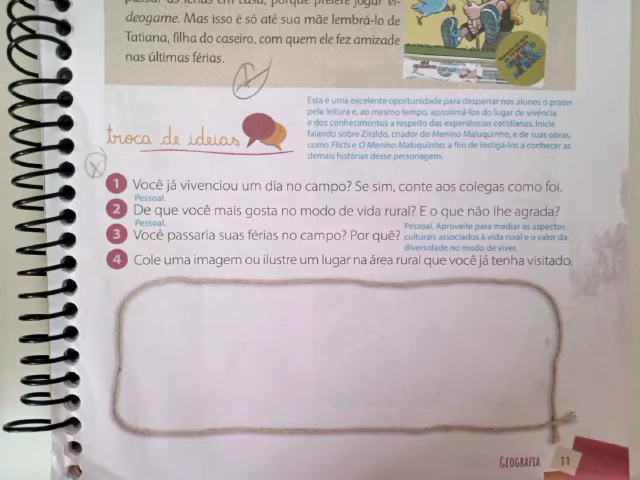 passar as férias em casa, porque prefere jogar vi-
deogame. Mas isso é só até sua mãe lembrá-lo de
Tatiana, filha do caseiro, com quem ele fez amizade
nas últimas férias.
Esta é uma excelente oportunidade para despertar nos alunos o prazer
pela leitura e, ao mesmo tempo, aproximá-los do lugar de vivência
e dos conhecimentos a respeito das experiências cotidianas. Inicie
falando sobre Ziraldo, criador do Menino Maluquinho, e de suas obras,
como Flicts e O Menino Maluquinho, a fim de instigá-los a conhecer as
demais histórias desse personagem.
troca de ideias
1 Você já vivenciou um dia no campo? Se sim, conte aos colegas como foi.
Pessoal.
2 De que você mais gosta no modo de vida rural? E o que não lhe agrada?
Pessoal.
3 Você passaria suas férias no campo? Por quê? Pessoal. Aproveite para mediar os aspectos
culturais associados à vida rural e o valor da
diversidade no modo de viver.
4 Cole uma imagem ou ilustre um lugar na área rural que você já tenha visitado.
GEOGRAFIA 11